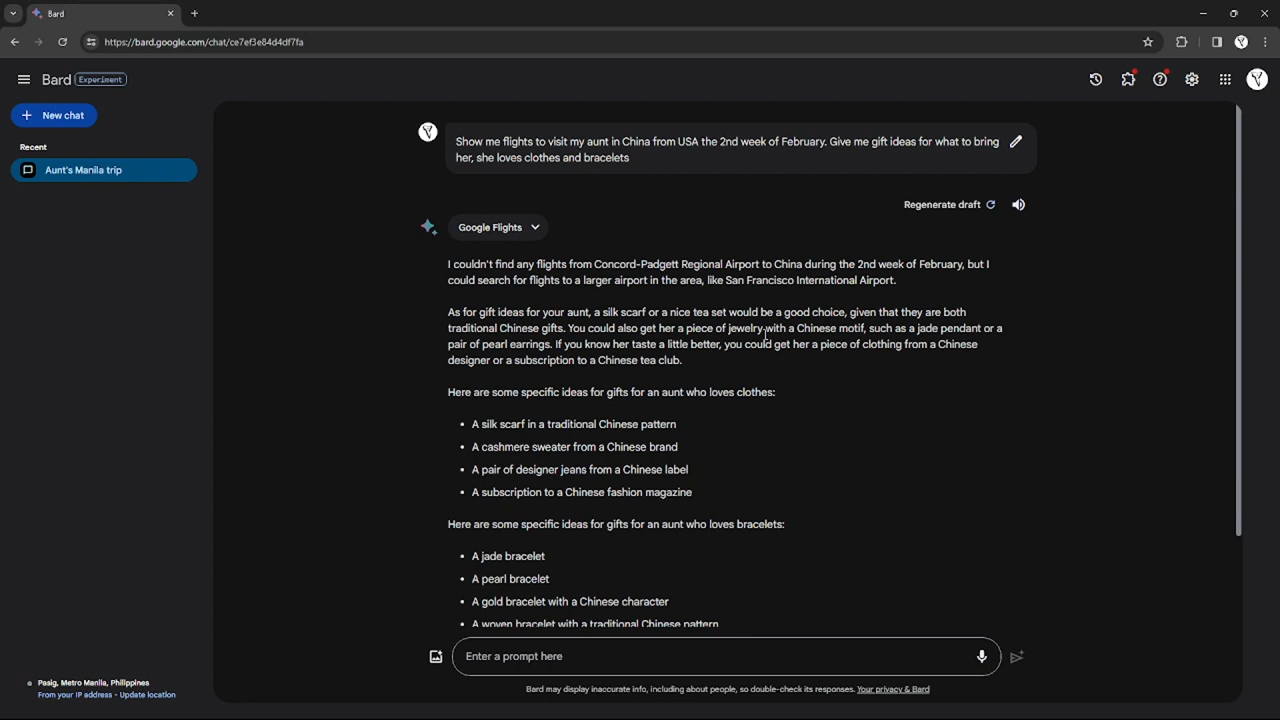 Bard
https://bard.google.com/chat/ce7ef3e84d4df7fa
Bard Experiment
New chat
Recent
Aunt's Manila trip
Show me flights to visit my aunt in China from USA the 2nd week of February. Give me gift ideas for what to bring
her, she loves clothes and bracelets
Regenerate draft
Google Flights
I couldn't find any flights from Concord-Padgett Regional Airport to China during the 2nd week of February, but I
could search for flights to a larger airport in the area, like San Francisco International Airport.
As for gift ideas for your aunt, a silk scarf or a nice tea set would be a good choice, given that they are both
traditional Chinese gifts. You could also get her a piece of jewelry with a Chinese motif, such as a jade pendant or a
pair of pearl earrings. If you know her taste a little better, you could get her a piece of clothing from a Chinese
designer or a subscription to a Chinese tea club.
Here are some specific ideas for gifts for an aunt who loves clothes:
• A silk scarf in a traditional Chinese pattern
• A cashmere sweater from a Chinese brand
• A pair of designer jeans from a Chinese label
• A subscription to a Chinese fashion magazine
Here are some specific ideas for gifts for an aunt who loves bracelets:
• A jade bracelet
• A pearl bracelet
• A gold bracelet with a Chinese character
• A woven bracelet with a traditional Chinese pattern
Enter a prompt here
Bard may display inaccurate info, including about people, so double-check its responses. Your privacy & Bard
Pasig, Metro Manila, Philippines
From your IP address - Update location